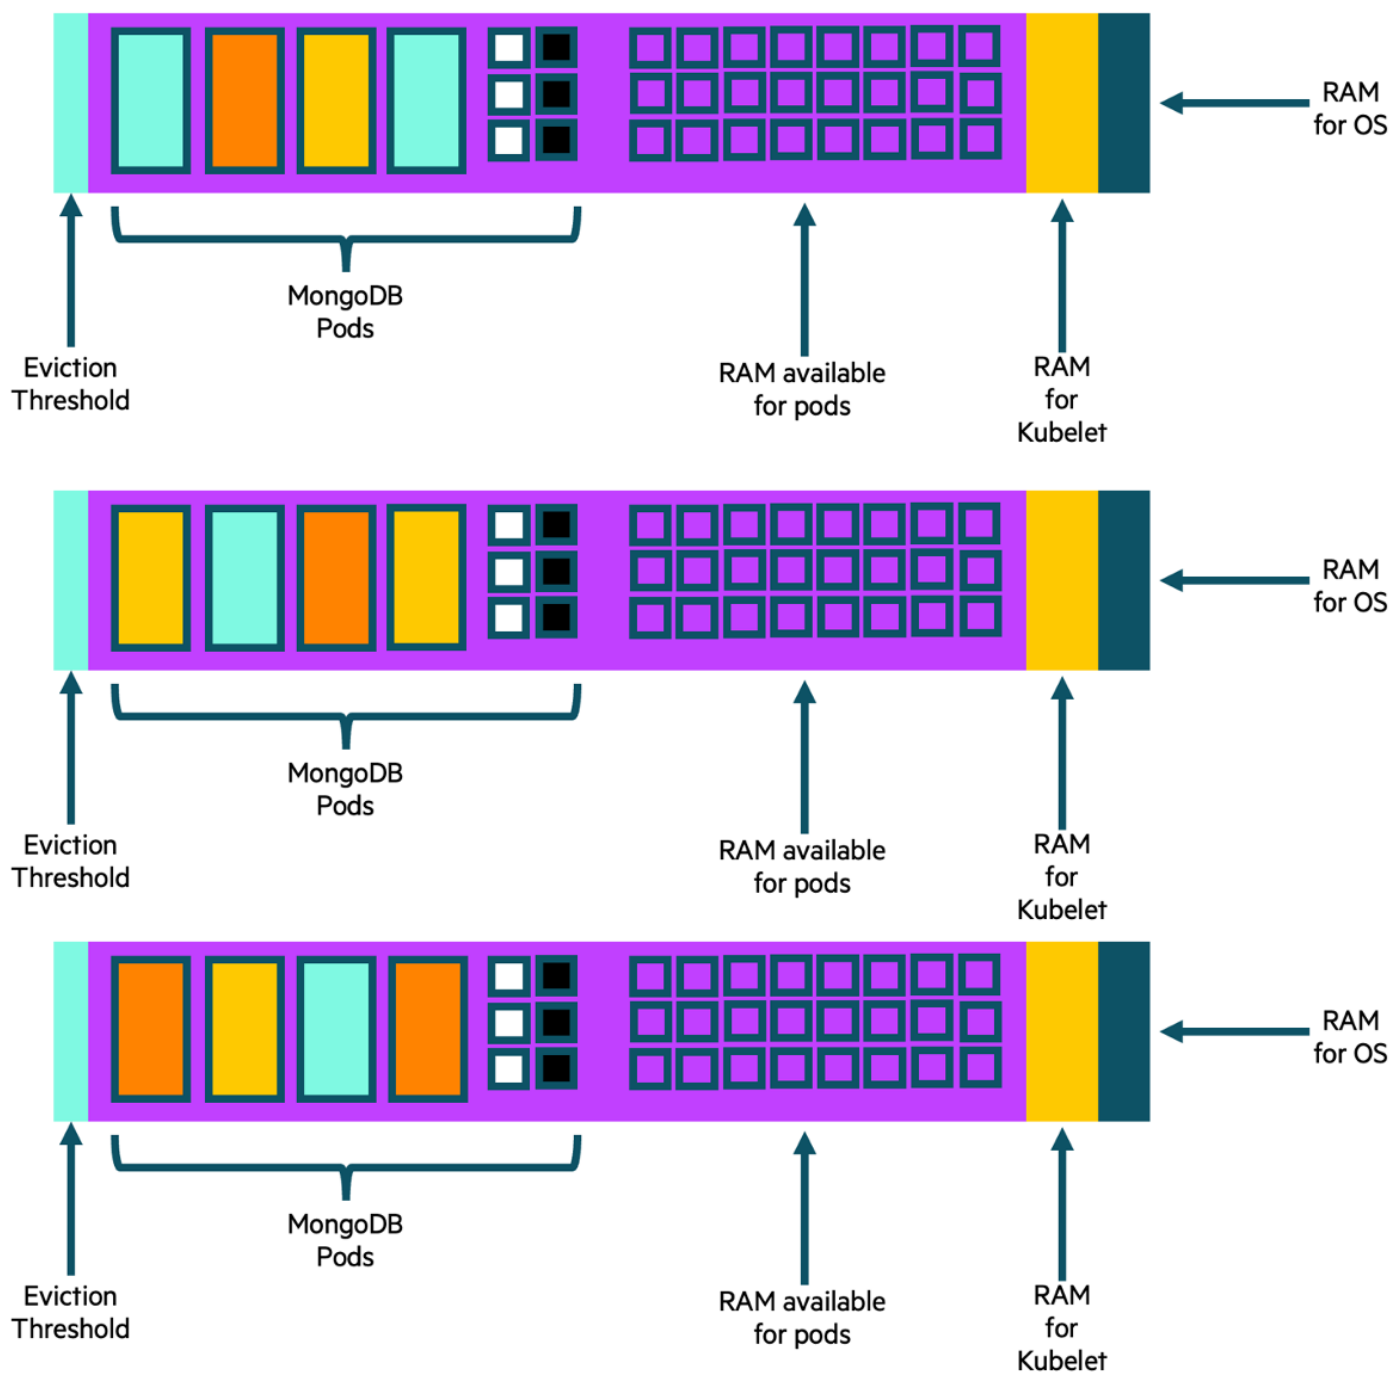 RAM
for OS
MongoDB
Pods
Eviction
Threshold
RAM available
for pods
RAM
for
Kubelet
RAM
for OS
MongoDB
Pods
Eviction
Threshold
RAM available
for pods
RAM
for
Kubelet
RAM
for OS
MongoDB
Pods
Eviction
Threshold
RAM available
for pods
RAM
for
Kubelet